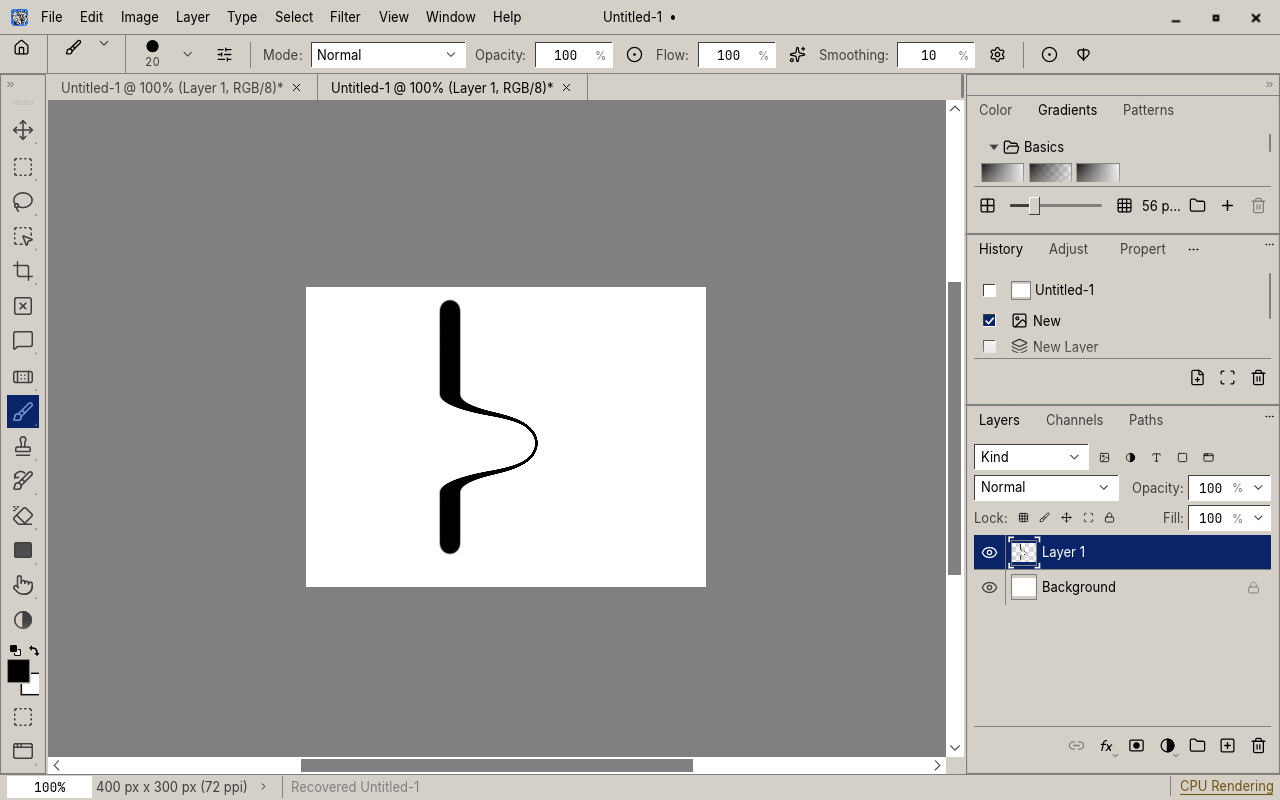 File Edit Image Layer Type Select Filter View Window Help Untitled-1 •
20 Mode: Normal Opacity: 100 % Flow: 100 % Smoothing: 10 %
Untitled-1 @ 100% (Layer 1, RGB/8)* Untitled-1 @ 100% (Layer 1, RGB/8)*
Color Gradients Patterns
Basics
56 p...
History Adjust Propert
Untitled-1
New
New Layer
Layers Channels Paths
Kind
Normal Opacity: 100 %
Lock: Fill: 100 %
Layer 1
Background
fx
100% 400 px x 300 px (72 ppi) Recovered Untitled-1 CPU Rendering